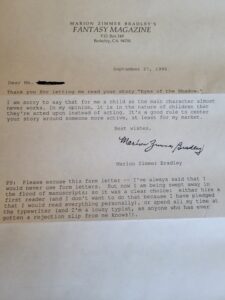 MARION ZIMMER BRADLEY'S
FANTASY MAGAZINE
P.O. Box
Berkeley, CA
September 27, 1996
Dear Ms.
Thank you for letting me read your story "Eyes of the Shadow."
I am sorry to say that for me a child as the main character almost
never works. In my opinion, it is in the nature of children that
they're acted upon instead of acting. It's a good rule to center
your story around someone more active, at least for my market.
Best wishes,
Marion Zimmer Bradley
Marion Zimmer Bradley
PS: Please excuse this form letter -- I've always said that I
would never use form letters. But now I am being swept away in
the flood of manuscripts; so it was a clear choice: either hire a
first reader (and I don't want to do that because I have pledged
that I would read everything personally), or spend all my time at
the typewriter (and I'm a lousy typist, as anyone who has ever
gotten a rejection slip from me knows!).